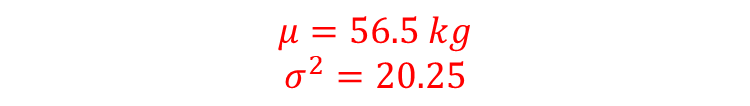 μ = 56.5 kg
σ² = 20.25